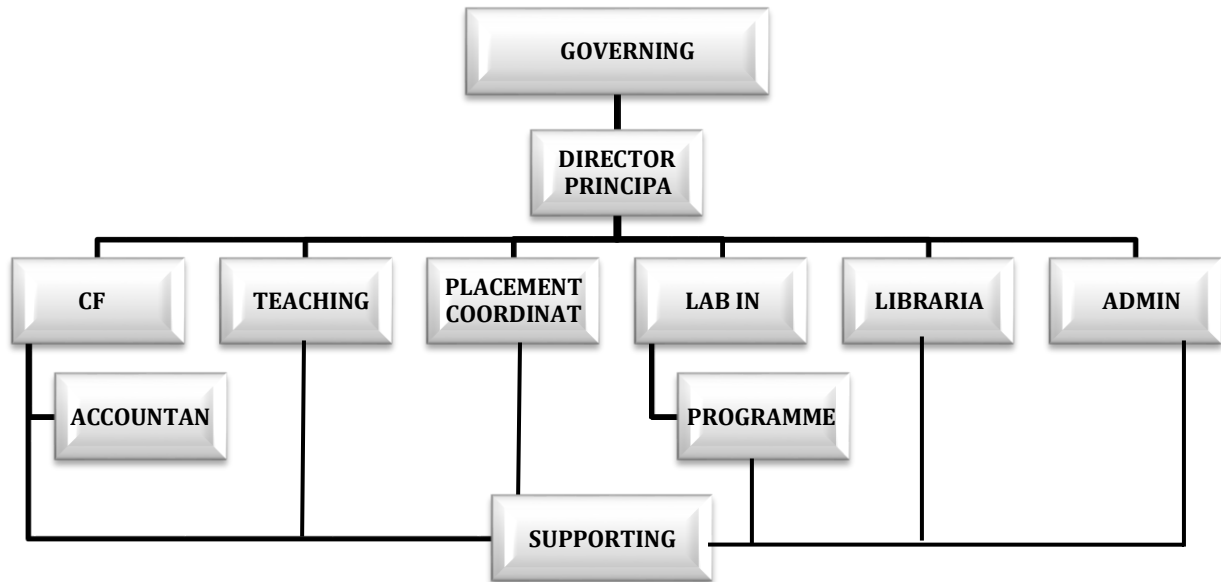 GOVERNING
DIRECTOR
PRINCIPA
CF
TEACHING
PLACEMENT
COORDINAT
LAB IN
LIBRARIA
ADMIN
ACCOUNTAN
PROGRAMME
SUPPORTING